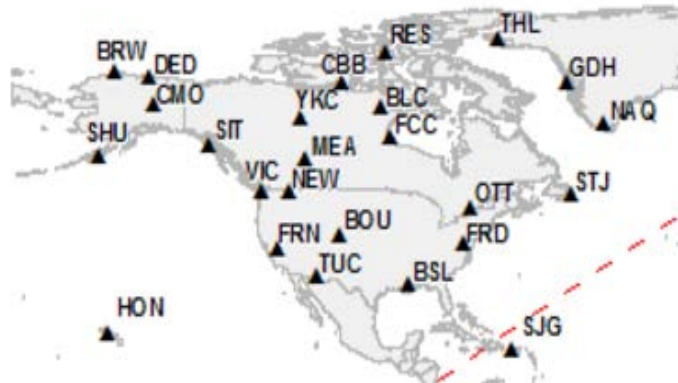 THL
RES
BRW
DED
CBB
GDH
CMO
YKC
BLC
NAQ
FCC
SHU
SIT
MEA
VIC
NEW
STJ
OTT
BOU
FRN
FRD
TUC
BSL
HON
SJG